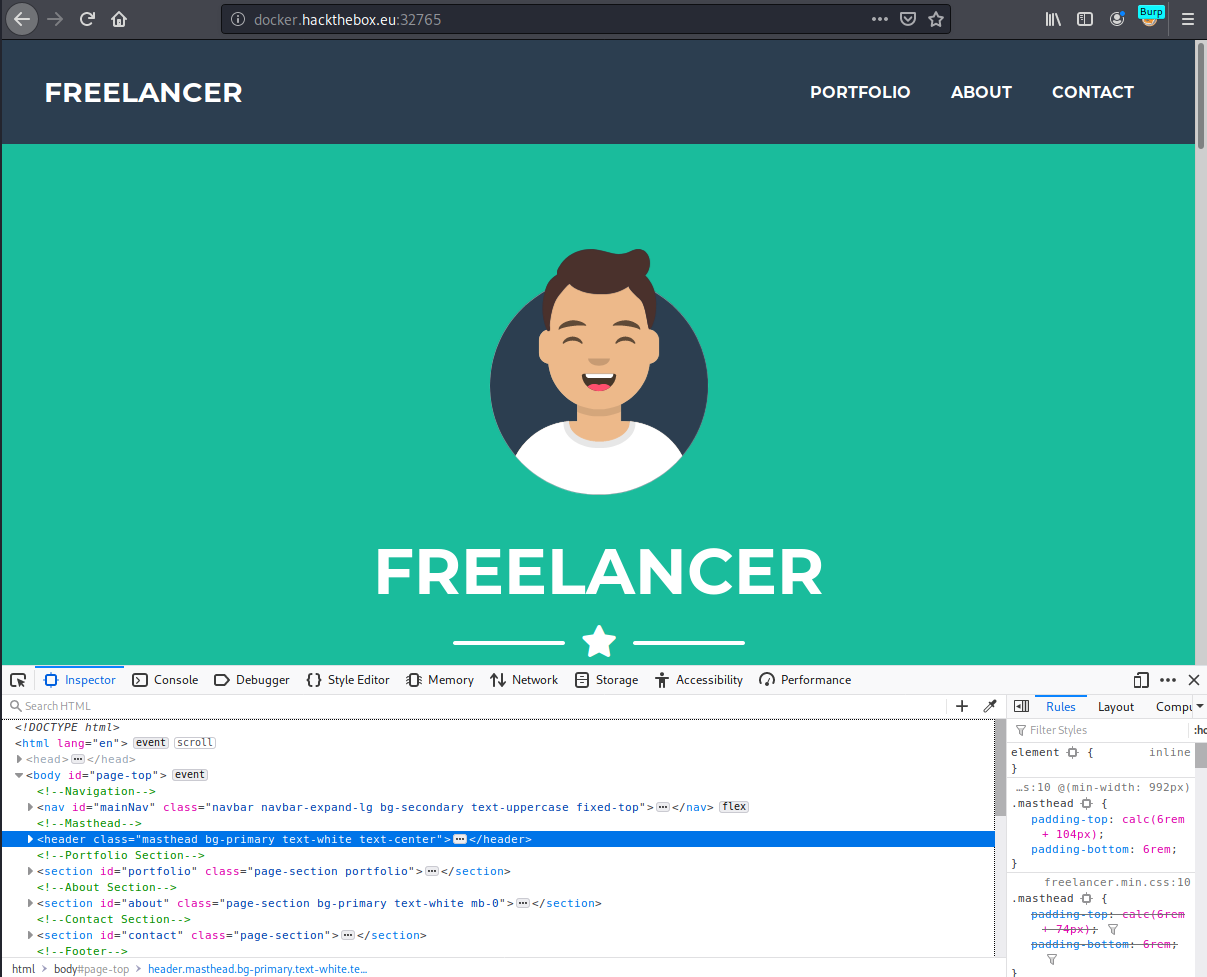 docker.hackthebox.eu:32765
Burp
FREELANCER
PORTFOLIO ABOUT CONTACT
FREELANCER
Inspector Console Debugger Style Editor Memory Network Storage Accessibility Performance
Search HTML
Rules Layout Compu
Filter Styles :ho
<!DOCTYPE html>
<html lang="en"> event scroll
<head> ⋯ </head>
<body id="page-top"> event
<!--Navigation-->
<nav id="mainNav" class="navbar navbar-expand-lg bg-secondary text-uppercase fixed-top"> ⋯ </nav> flex
<!--Masthead-->
<header class="masthead bg-primary text-white text-center"> ⋯ </header>
<!--Portfolio Section-->
<section id="portfolio" class="page-section portfolio"> ⋯ </section>
<!--About Section-->
<section id="about" class="page-section bg-primary text-white mb-0"> ⋯ </section>
<!--Contact Section-->
<section id="contact" class="page-section"> ⋯ </section>
<!--Footer-->
element { inline
}
…s:10 @(min-width: 992px)
.masthead {
padding-top: calc(6rem
+ 104px);
padding-bottom: 6rem;
}
freelancer.min.css:10
.masthead {
padding-top: calc(6rem
+ 74px);
padding-bottom: 6rem;
}
html > body#page-top > header.masthead.bg-primary.text-white.te…